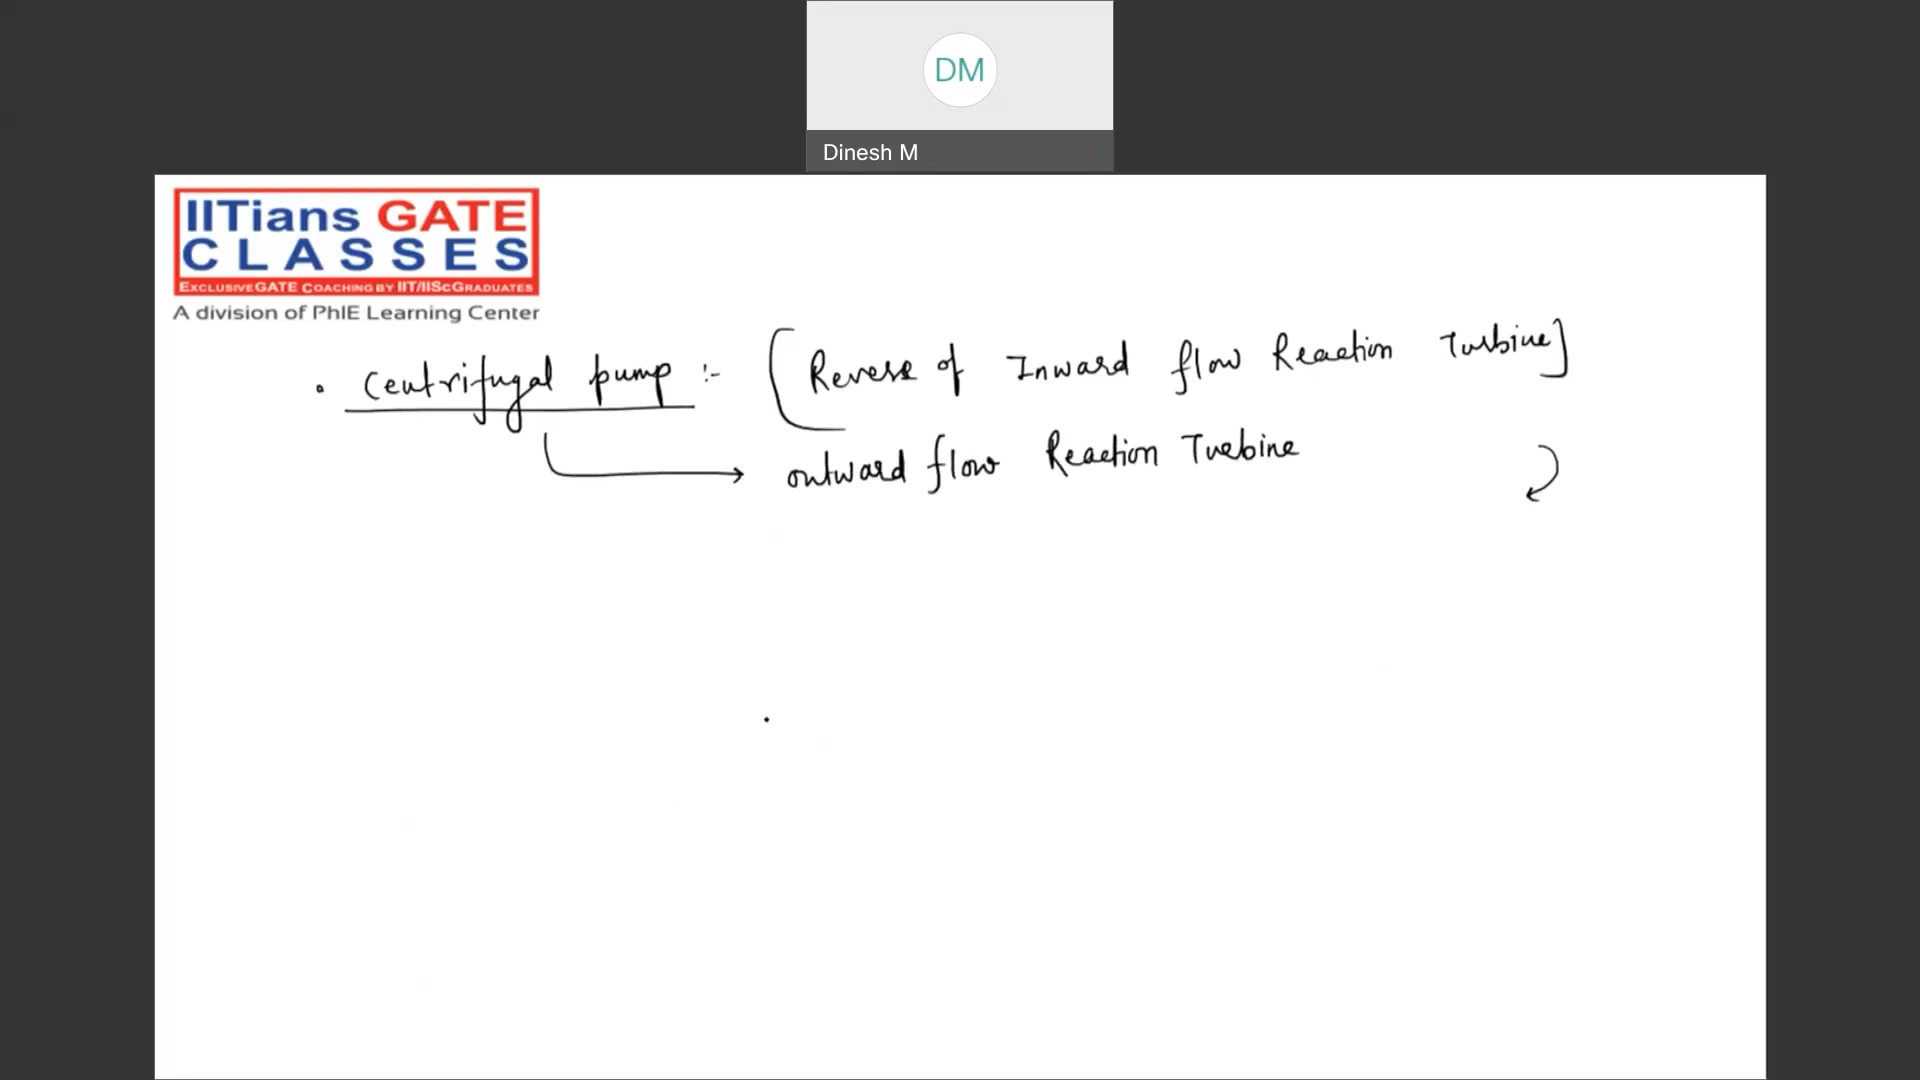 DM
Dinesh M
IITians GATE
CLASSES
EXCLUSIVE GATE COACHING BY IIT/IISc GRADUATES
A division of PhIE Learning Center
• Centrifugal pump :- [Reverse of Inward flow Reaction Turbine]
→ outward flow Reaction Turbine